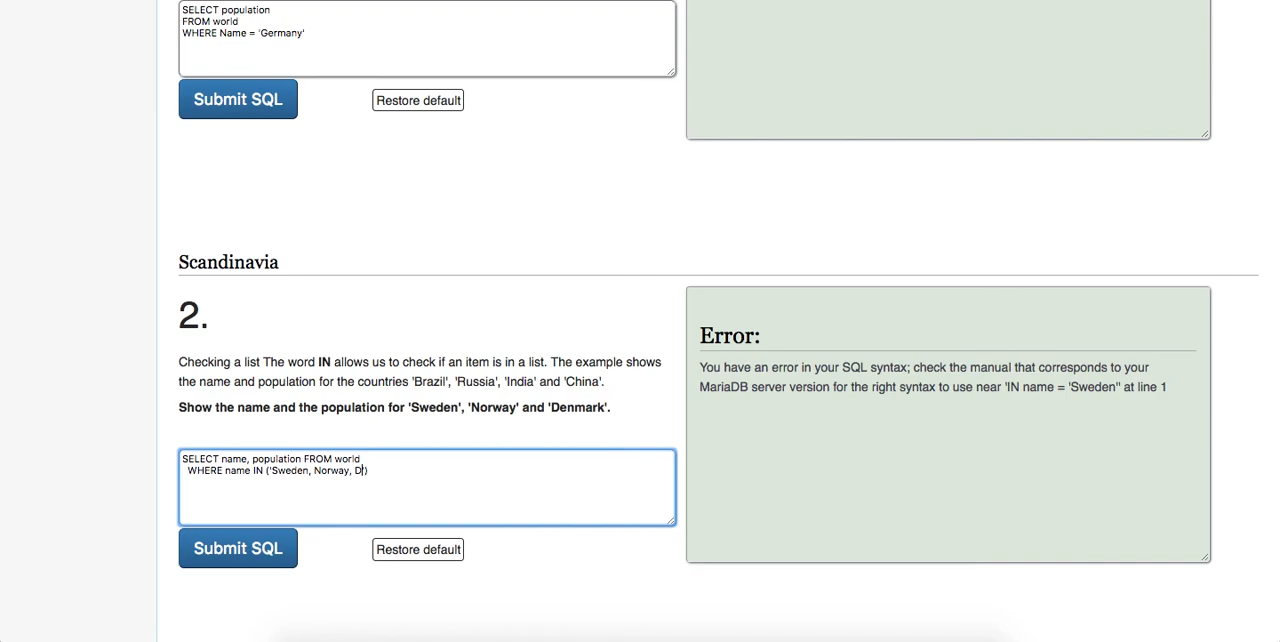 SELECT population
FROM world
WHERE Name = 'Germany'
Submit SQL
Restore default
Scandinavia
2.
Checking a list The word IN allows us to check if an item is in a list. The example shows
the name and population for the countries 'Brazil', 'Russia', 'India' and 'China'.
Show the name and the population for 'Sweden', 'Norway' and 'Denmark'.
SELECT name, population FROM world
WHERE name IN ('Sweden, Norway, D)
Submit SQL
Restore default
Error:
You have an error in your SQL syntax; check the manual that corresponds to your
MariaDB server version for the right syntax to use near 'IN name = 'Sweden'' at line 1